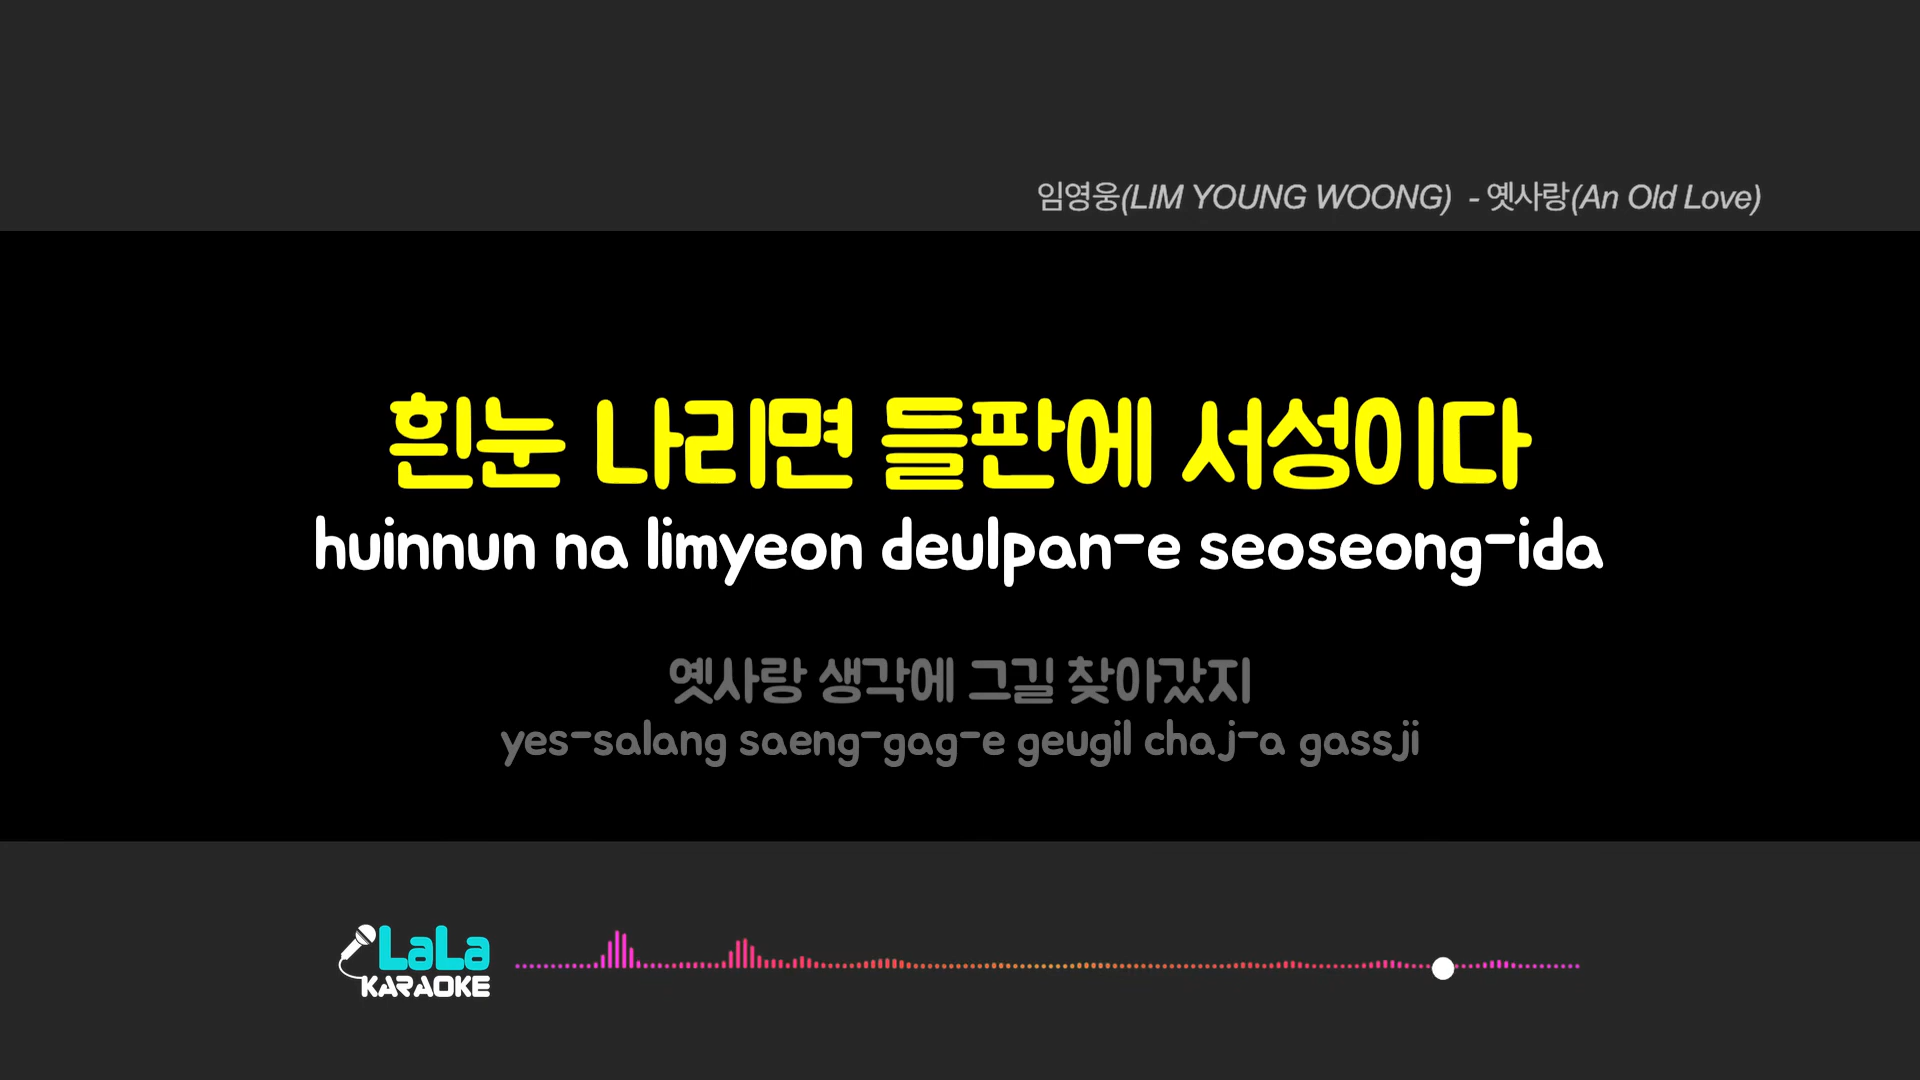 임영웅(LIM YOUNG WOONG) - 옛사랑(An Old Love)
흰눈 나리면 들판에 서성이다
huinnun na limyeon deulpan-e seoseong-ida
옛사랑 생각에 그길 찾아갔지
yes-salang saeng-gag-e geugil chaj-a gassji
LaLa
KARAOKE